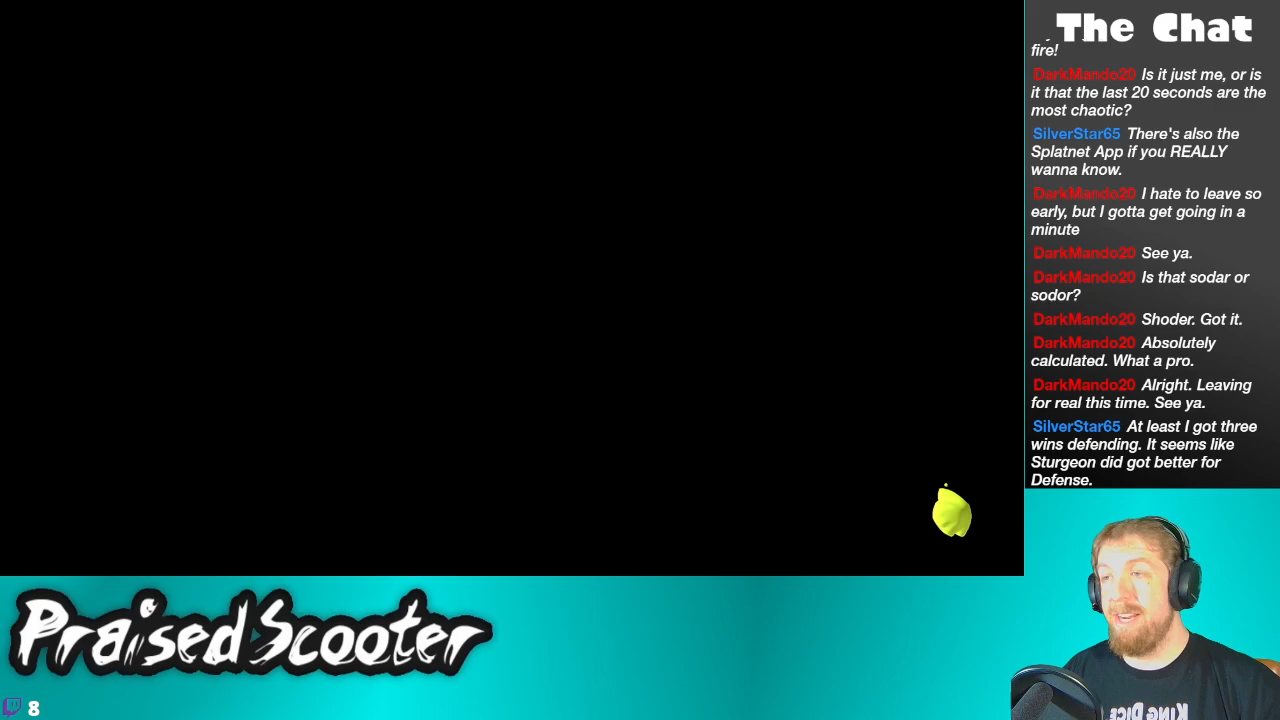 The Chat
fire!
DarkMando20 Is it just me, or is
it that the last 20 seconds are the
most chaotic?
SilverStar65 There's also the
Splatnet App if you REALLY
wanna know.
DarkMando20 I hate to leave so
early, but I gotta get going in a
minute
DarkMando20 See ya.
DarkMando20 Is that sodar or
sodor?
DarkMando20 Shoder. Got it.
DarkMando20 Absolutely
calculated. What a pro.
DarkMando20 Alright. Leaving
for real this time. See ya.
SilverStar65 At least I got three
wins defending. It seems like
Sturgeon did got better for
Defense.
PraisedScooter
KING DICE
8